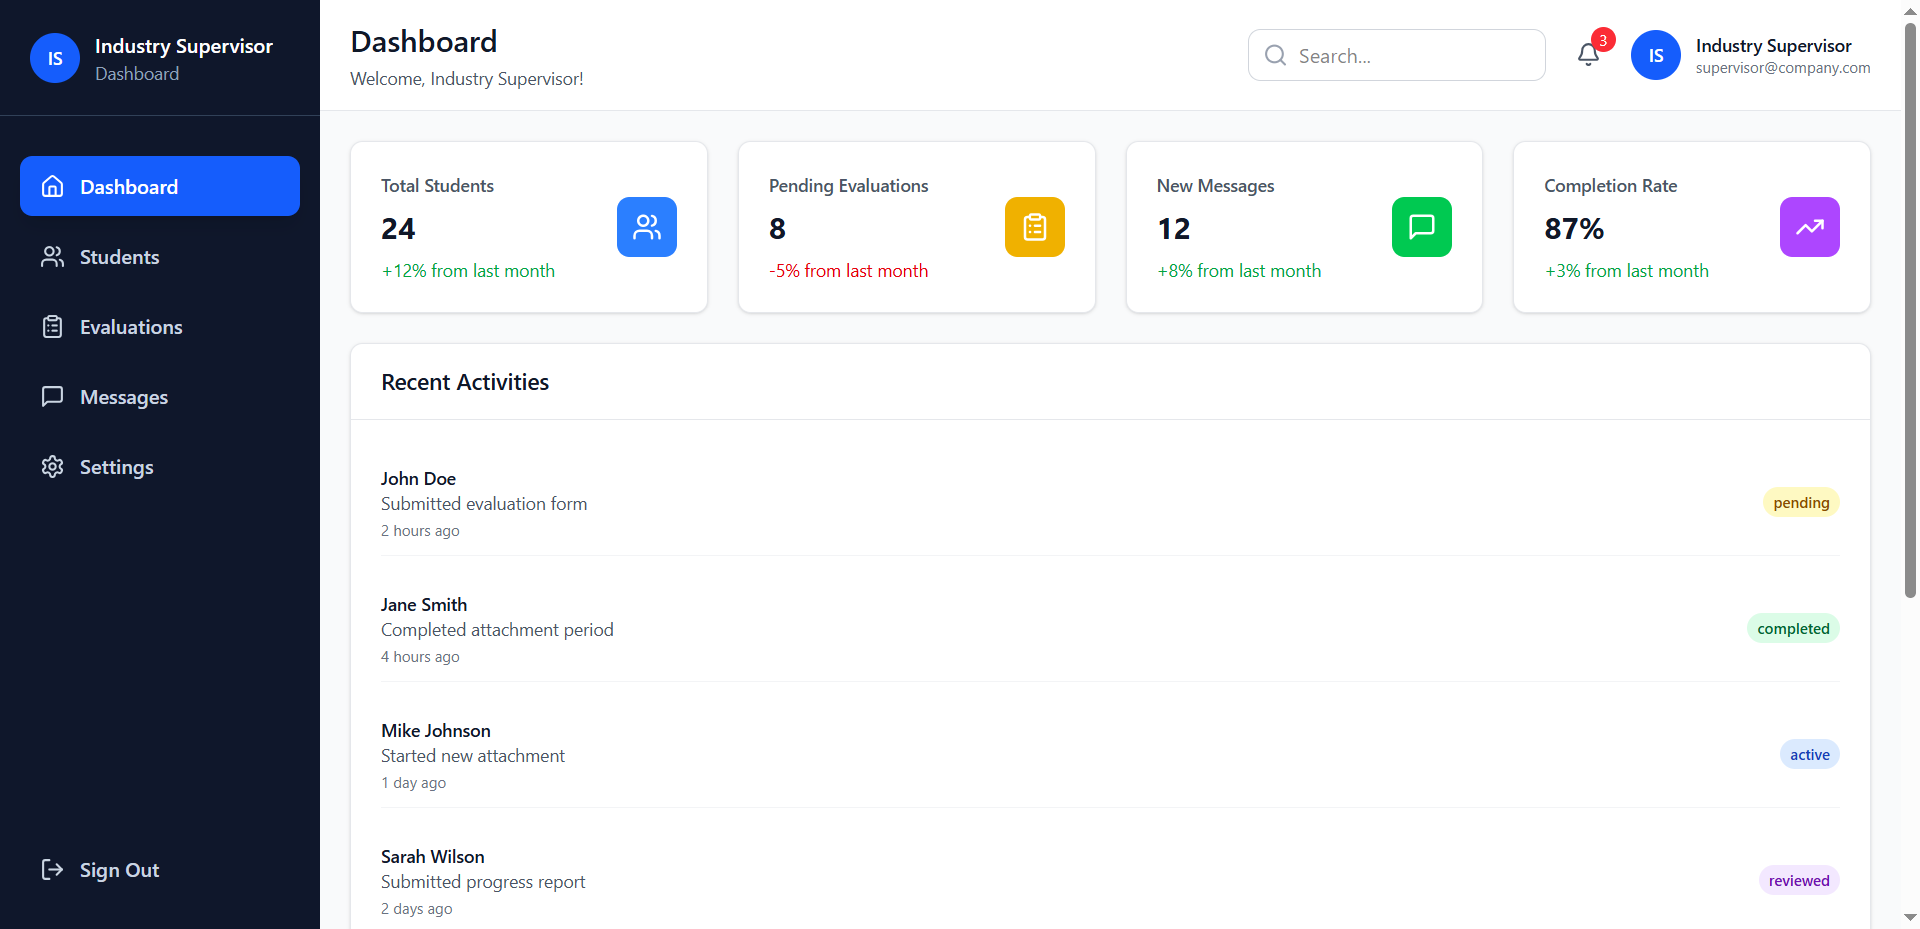 IS
Industry Supervisor
Dashboard
Dashboard
Students
Evaluations
Messages
Settings
Sign Out
Dashboard
Welcome, Industry Supervisor!
Search...
3
IS
Industry Supervisor
supervisor@company.com
Total Students
24
+12% from last month
Pending Evaluations
8
-5% from last month
New Messages
12
+8% from last month
Completion Rate
87%
+3% from last month
Recent Activities
John Doe
Submitted evaluation form
2 hours ago
pending
Jane Smith
Completed attachment period
4 hours ago
completed
Mike Johnson
Started new attachment
1 day ago
active
Sarah Wilson
Submitted progress report
2 days ago
reviewed